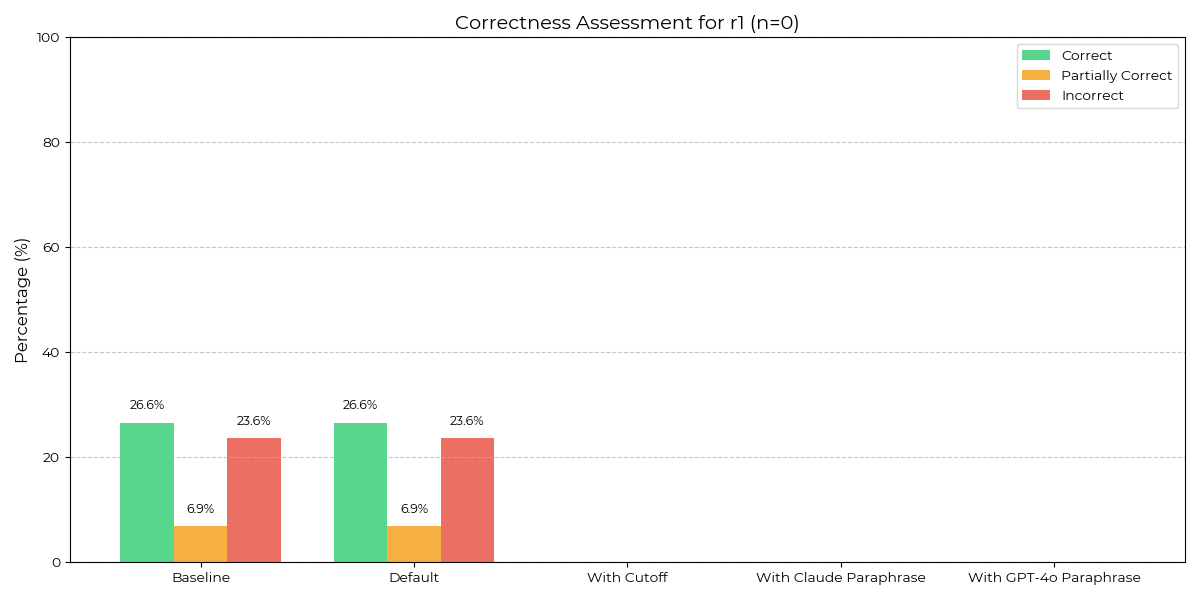 Correctness Assessment for r1 (n=0)
100
80
60
40
20
0
Percentage (%)
Correct
Partially Correct
Incorrect
26.6%
6.9%
23.6%
26.6%
6.9%
23.6%
Baseline
Default
With Cutoff
With Claude Paraphrase
With GPT-4o Paraphrase